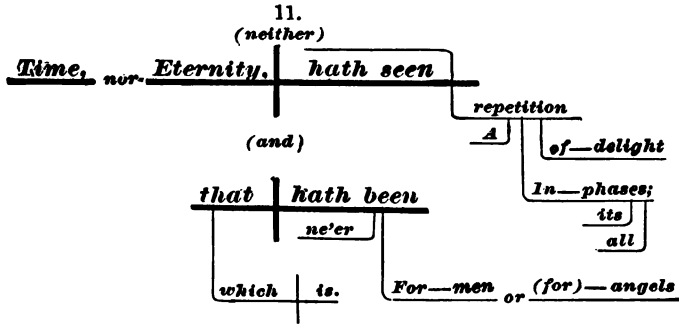 11.
(neither)
Time, nor Eternity, hath seen
repetition
A
of—delight
(and)
In—phases;
that kath been
its
ne'er
all
which is.
For—men or (for)—angels